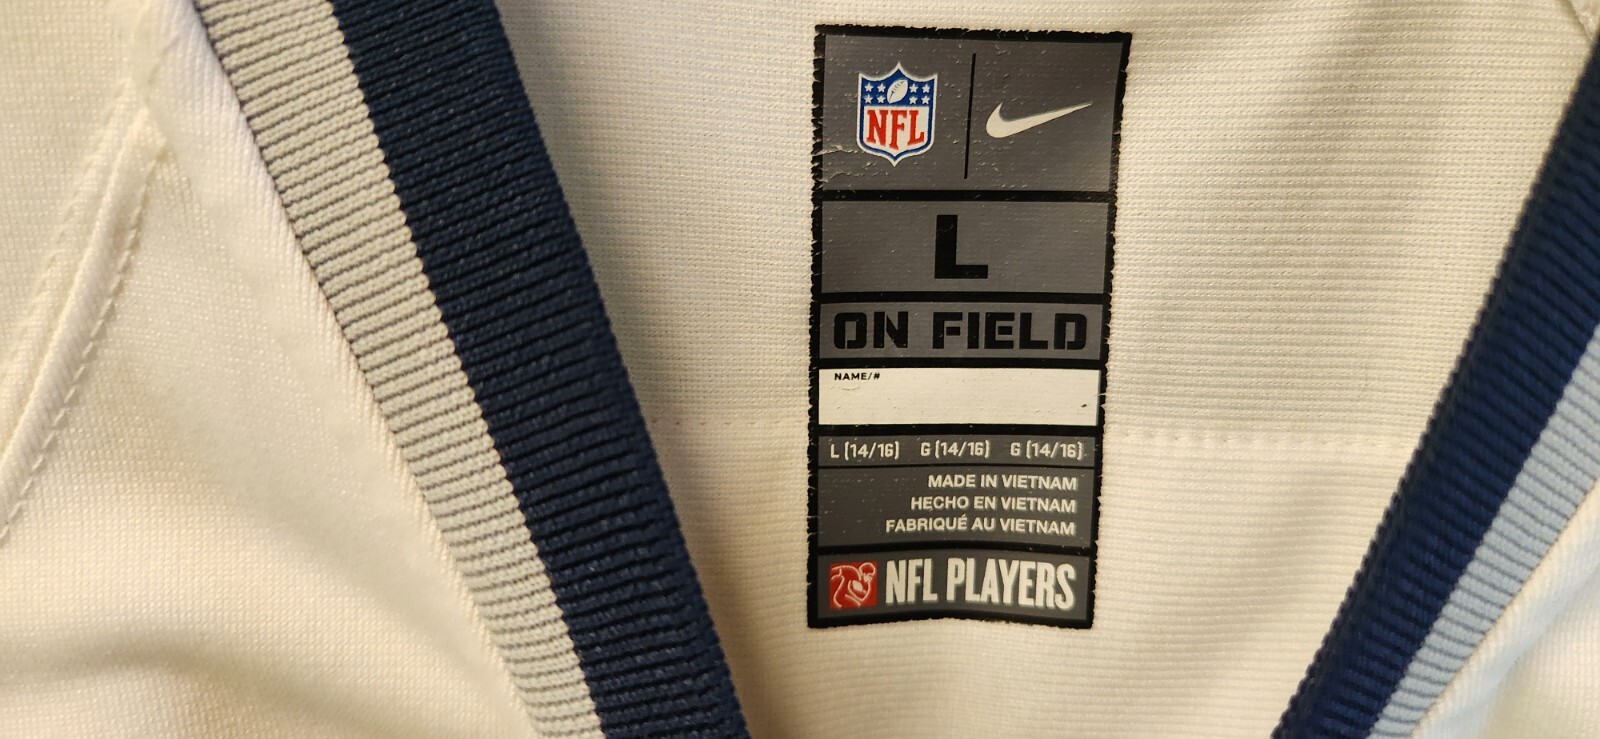 NFL
L
ON FIELD
NAME/#
L (14/16) G (14/16) G (14/16)
MADE IN VIETNAM
HECHO EN VIETNAM
FABRIQUÉ AU VIETNAM
NFL PLAYERS